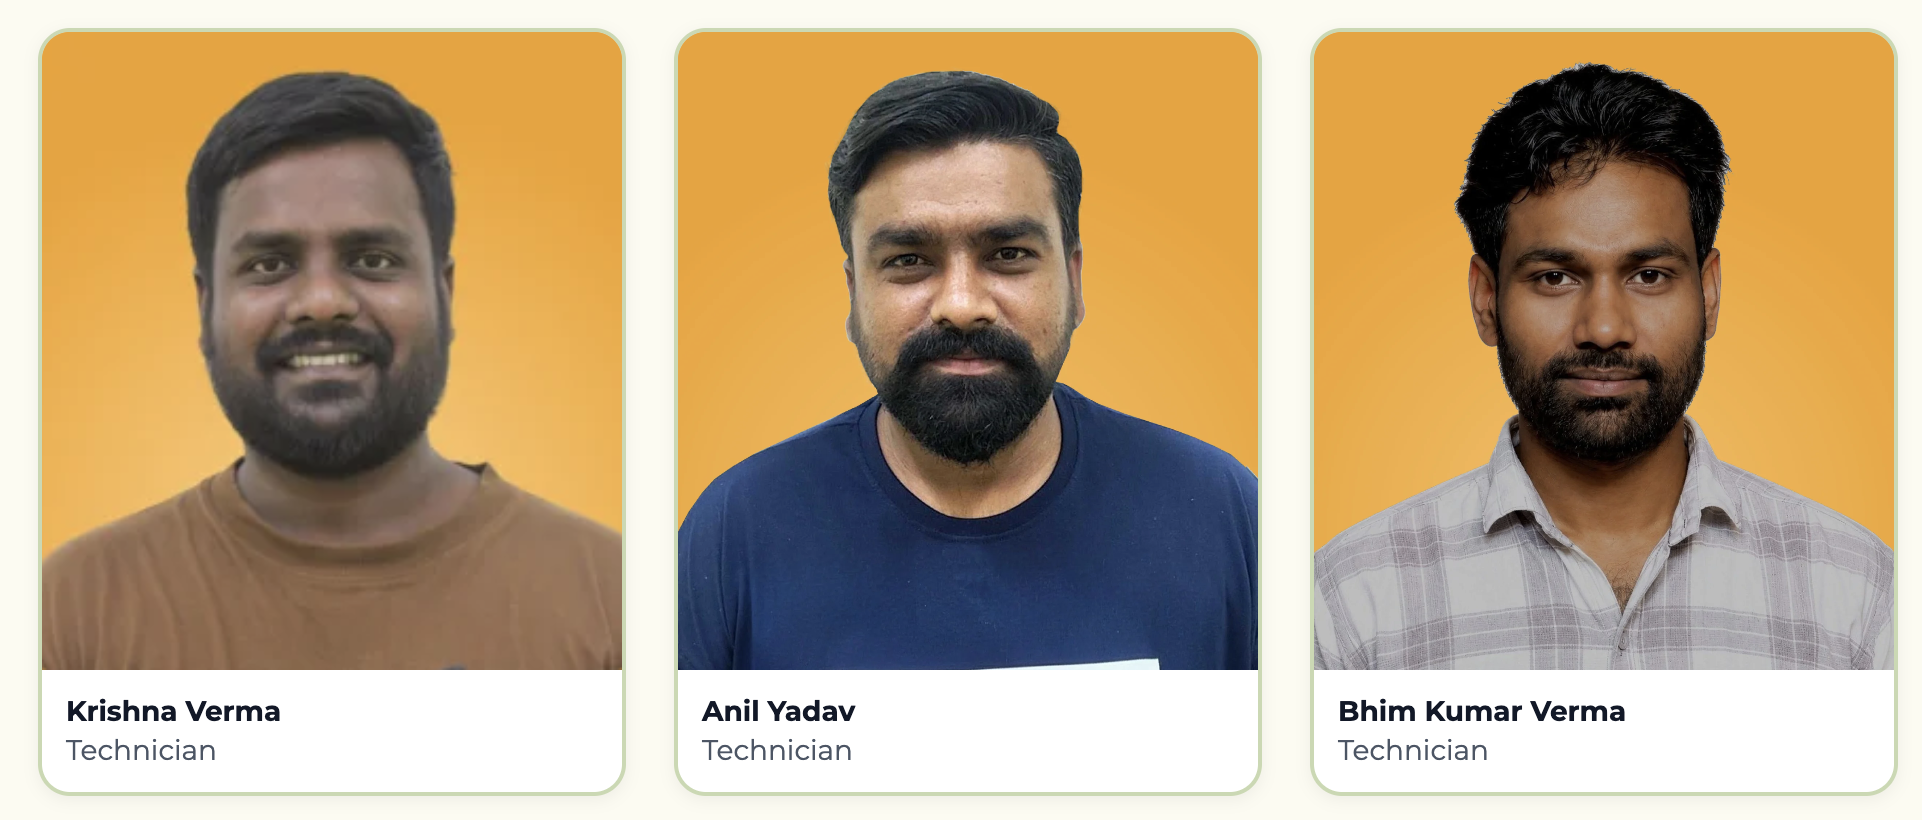 Krishna Verma
Technician
Anil Yadav
Technician
Bhim Kumar Verma
Technician